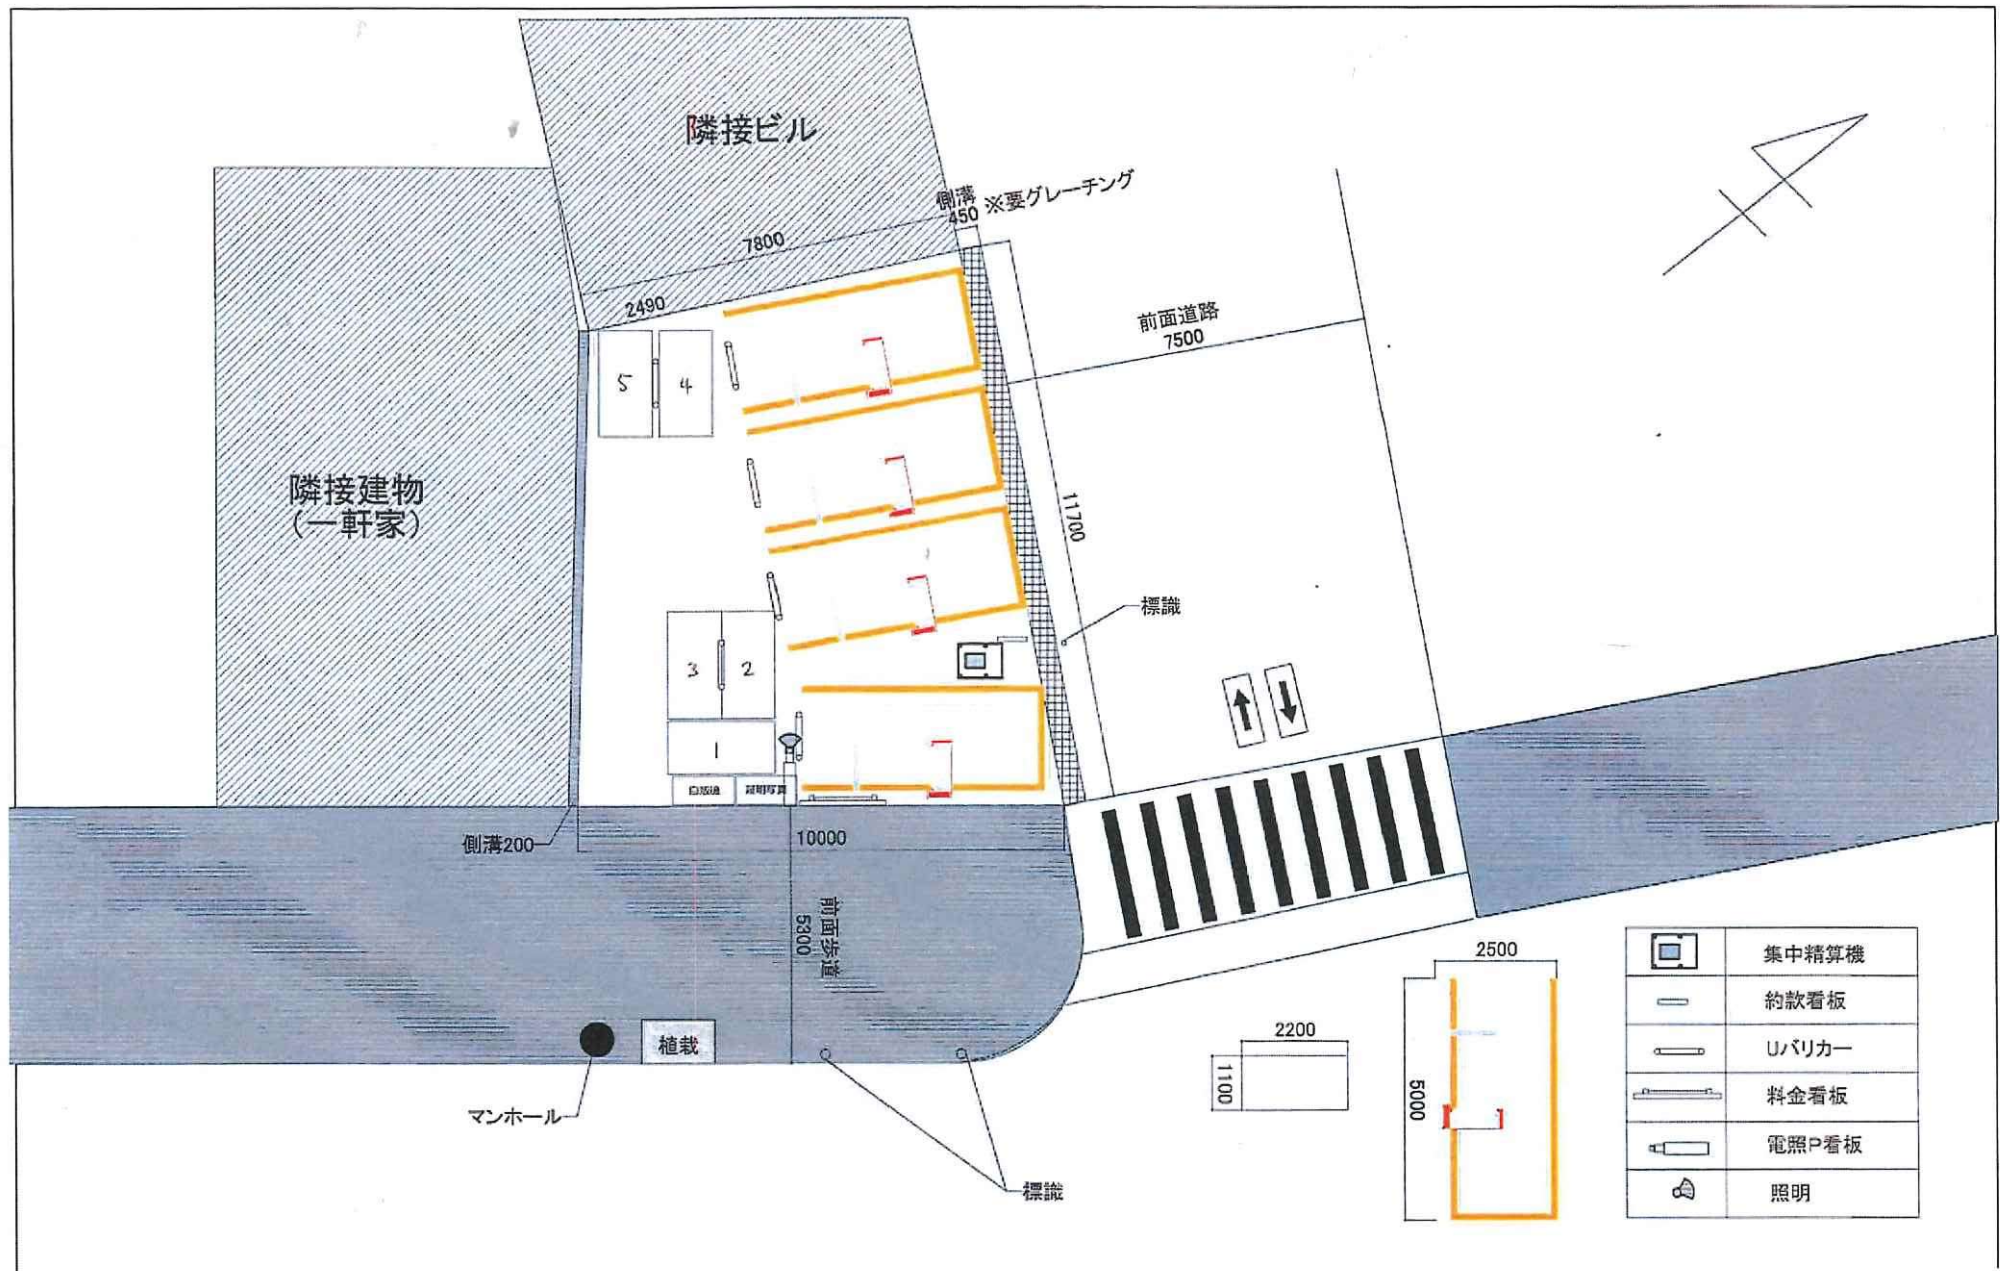 隣接ビル
側溝
450 ※要グレーチング
7800
2490
前面道路
7500
5
4
隣接建物
(一軒家)
11700
標識
3
2
1
自販機
証明写真
側溝200
10000
前面歩道
5300
植栽
マンホール
標識
2200
1100
2500
5000
集中精算機
約款看板
Uバリカー
料金看板
電照P看板
照明